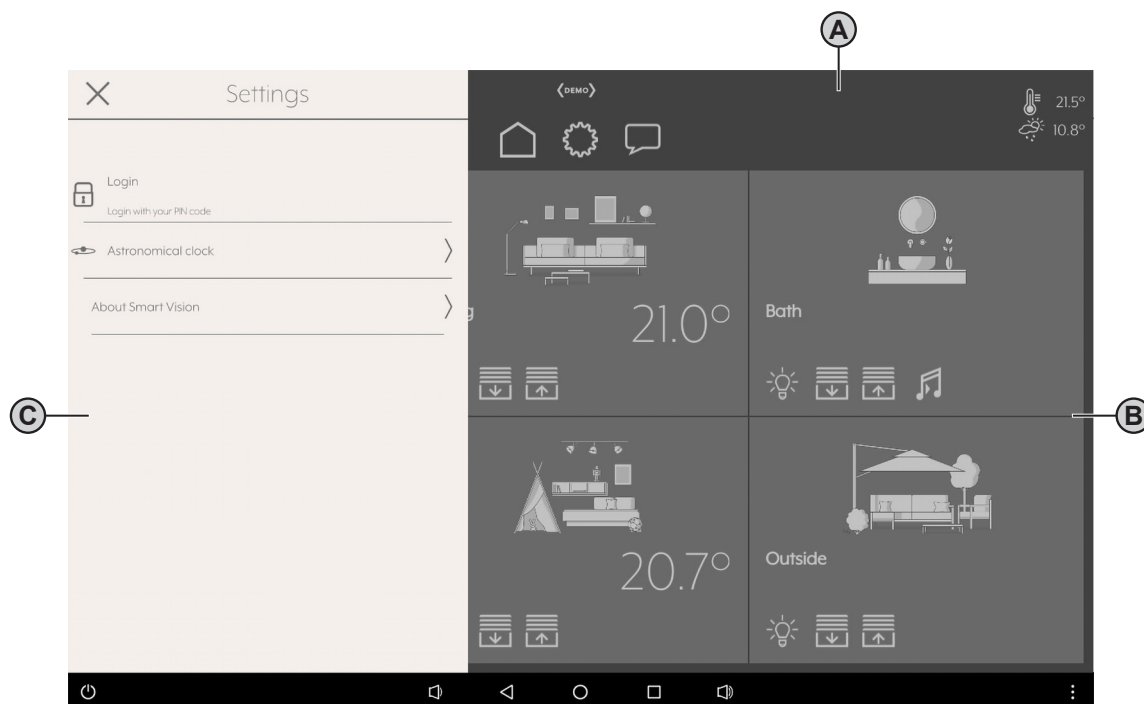 A
Settings
Login
Login with your PIN code
Astronomical clock
About Smart Vision
C
‹DEMO›
21.5°
10.8°
g
21.0°
Bath
B
20.7°
Outside